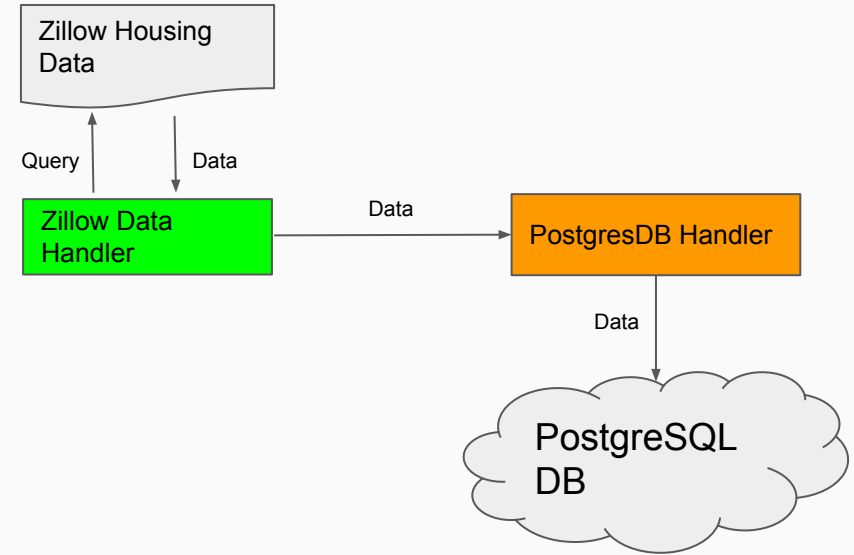 Zillow Housing
Data
Query
Data
Zillow Data
Handler
Data
PostgresDB Handler
Data
PostgreSQL
DB